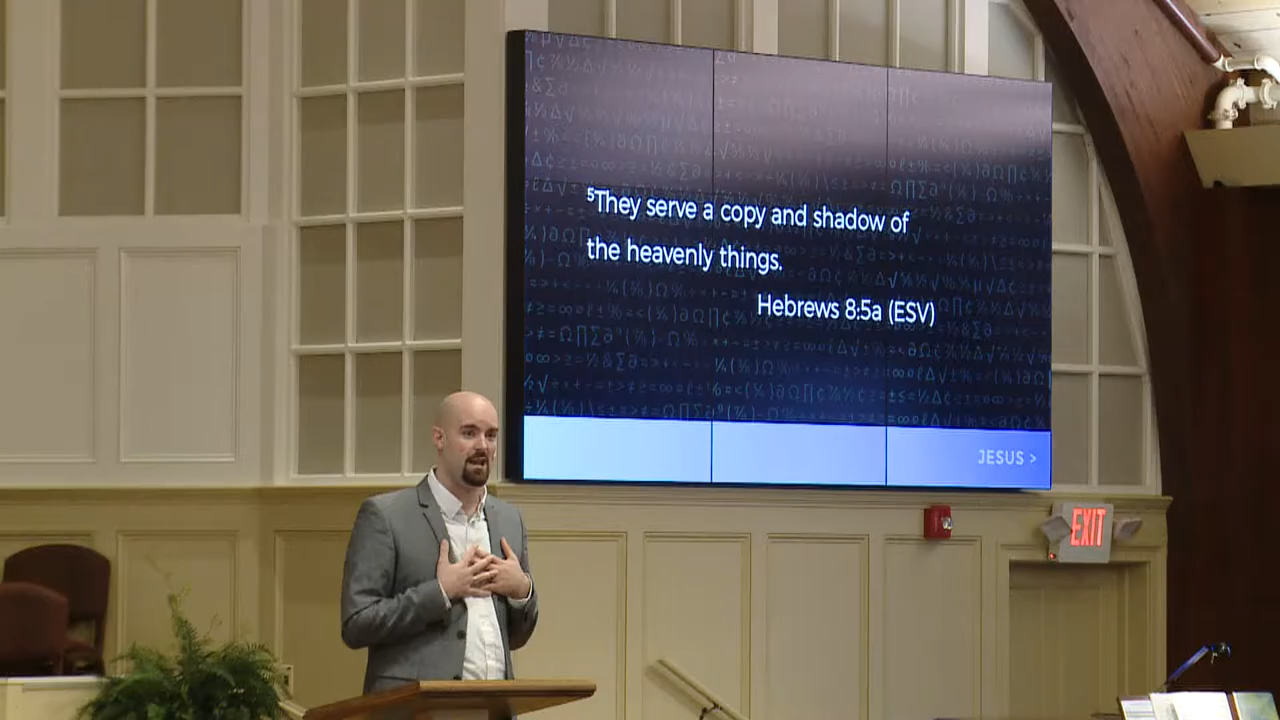 ⁵They serve a copy and shadow of
the heavenly things.
Hebrews 8:5a (ESV)
JESUS >
EXIT